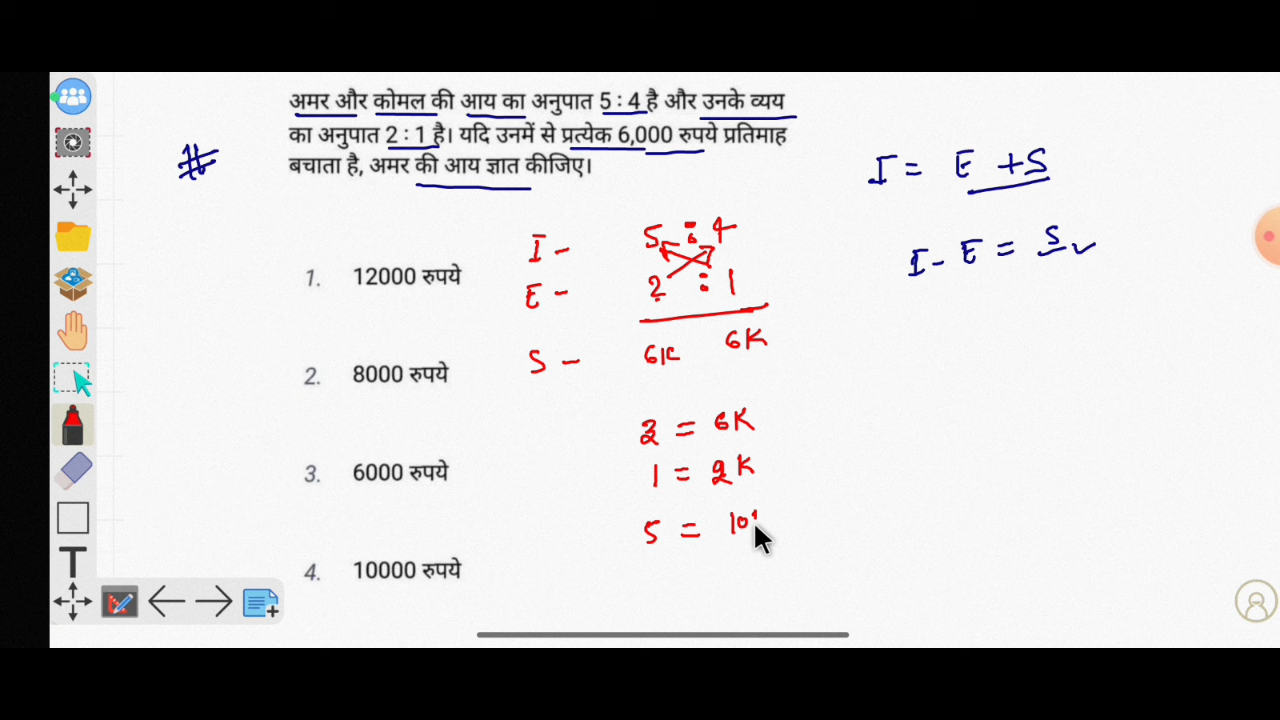 अमर और कोमल की आय का अनुपात 5 : 4 है और उनके व्यय
का अनुपात 2 : 1 है। यदि उनमें से प्रत्येक 6,000 रुपये प्रतिमाह
बचाता है, अमर की आय ज्ञात कीजिए।
I = E + S
I - E = S
I - 5 : 4
E - 2 : 1
S - 6K 6K
3 = 6K
1 = 2K
5 = 10
1. 12000 रुपये
2. 8000 रुपये
3. 6000 रुपये
4. 10000 रुपये
T